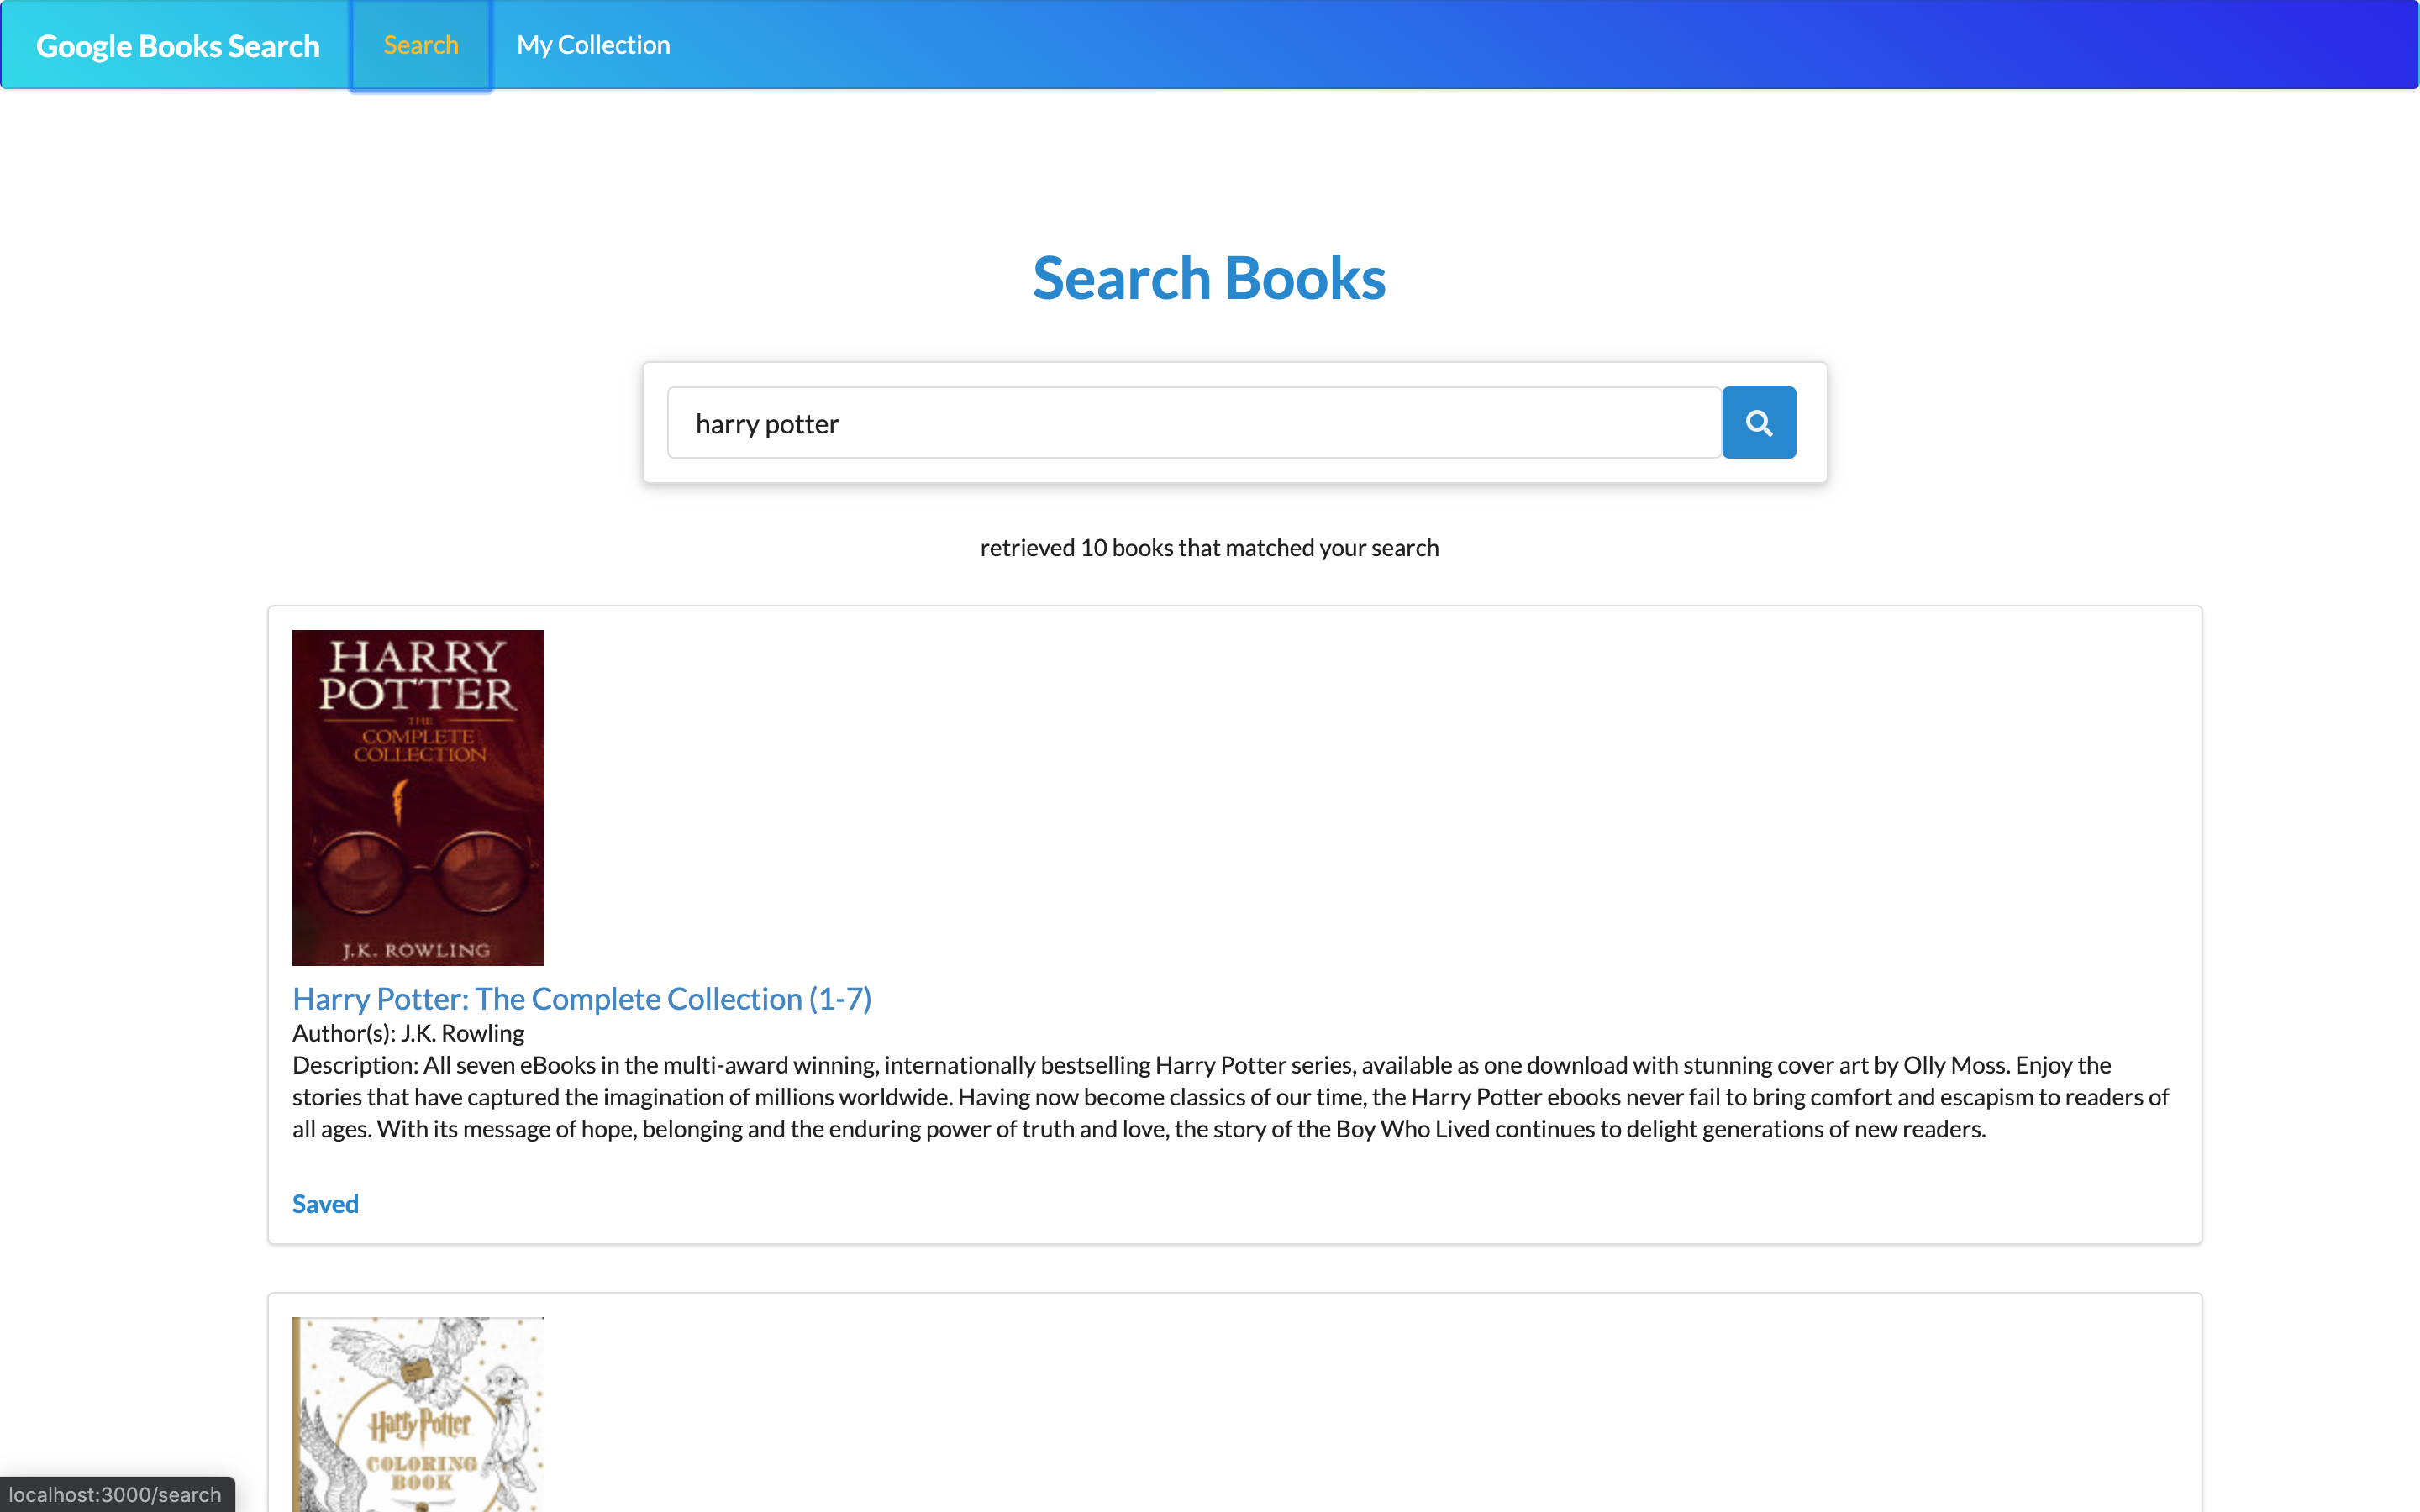 Google Books Search Search My Collection
Search Books
harry potter
retrieved 10 books that matched your search
HARRY
POTTER
THE
COMPLETE
COLLECTION
J.K. ROWLING
Harry Potter: The Complete Collection (1-7)
Author(s): J.K. Rowling
Description: All seven eBooks in the multi-award winning, internationally bestselling Harry Potter series, available as one download with stunning cover art by Olly Moss. Enjoy the
stories that have captured the imagination of millions worldwide. Having now become classics of our time, the Harry Potter ebooks never fail to bring comfort and escapism to readers of
all ages. With its message of hope, belonging and the enduring power of truth and love, the story of the Boy Who Lived continues to delight generations of new readers.
Saved
Harry Potter
COLORING
BOOK
localhost:3000/search